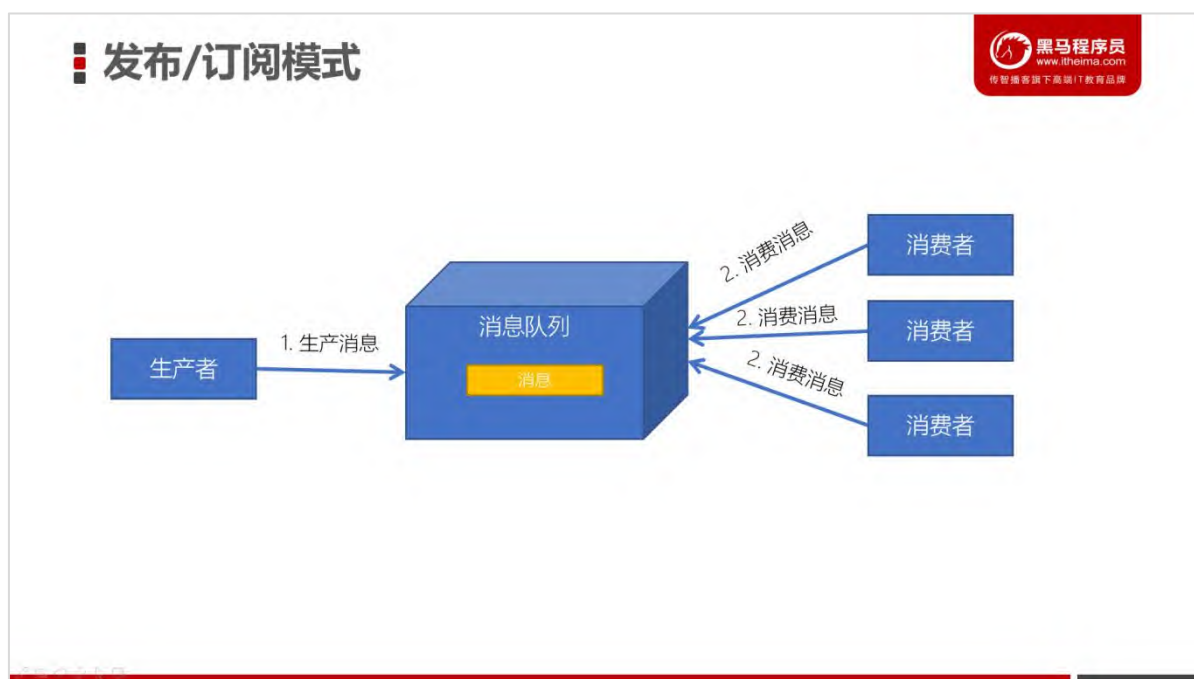 发布/订阅模式
黑马程序员
www.itheima.com
传智播客旗下高端IT教育品牌
生产者
1. 生产消息
消息队列
消息
2. 消费消息
消费者
2. 消费消息
消费者
2. 消费消息
消费者